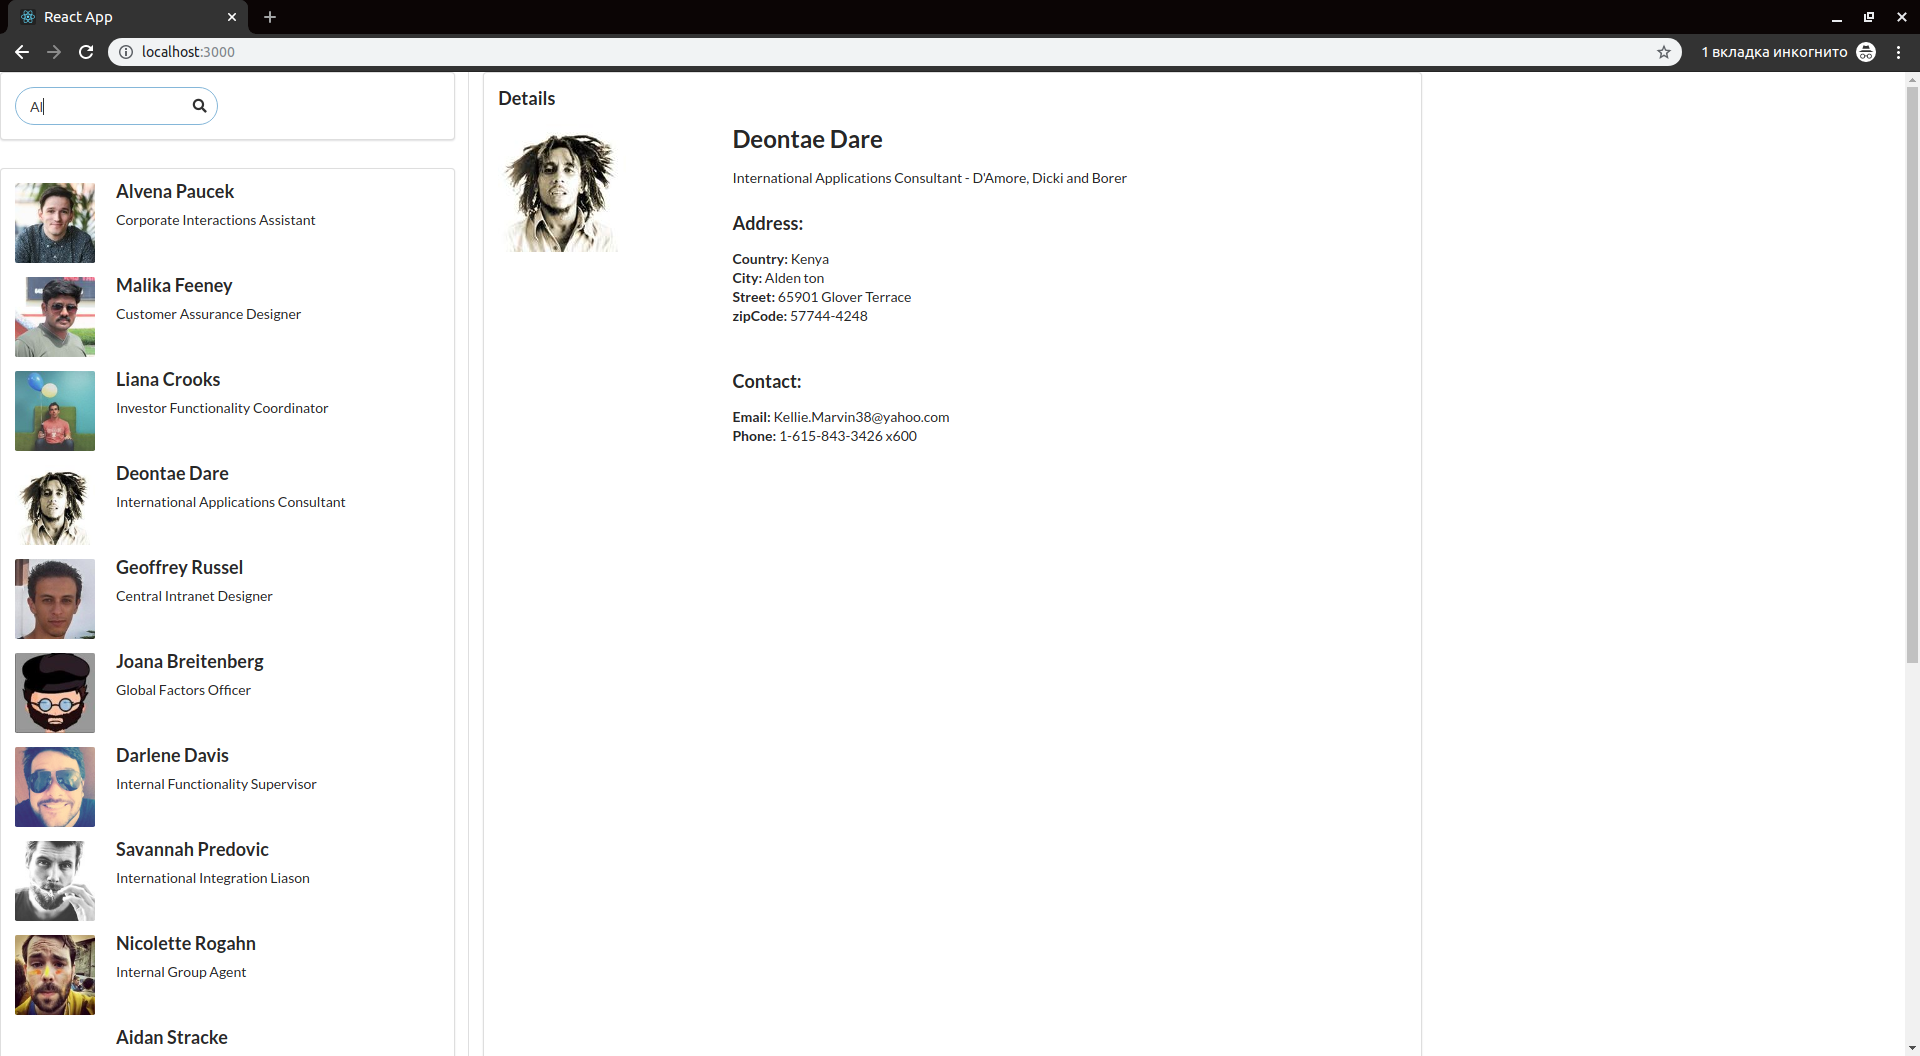 React App
localhost:3000
1 вкладка инкогнито
Al
Alvena Paucek
Corporate Interactions Assistant
Malika Feeney
Customer Assurance Designer
Liana Crooks
Investor Functionality Coordinator
Deontae Dare
International Applications Consultant
Geoffrey Russel
Central Intranet Designer
Joana Breitenberg
Global Factors Officer
Darlene Davis
Internal Functionality Supervisor
Savannah Predovic
International Integration Liason
Nicolette Rogahn
Internal Group Agent
Aidan Stracke
Details
Deontae Dare
International Applications Consultant - D'Amore, Dicki and Borer
Address:
Country: Kenya
City: Alden ton
Street: 65901 Glover Terrace
zipCode: 57744-4248
Contact:
Email: Kellie.Marvin38@yahoo.com
Phone: 1-615-843-3426 x600